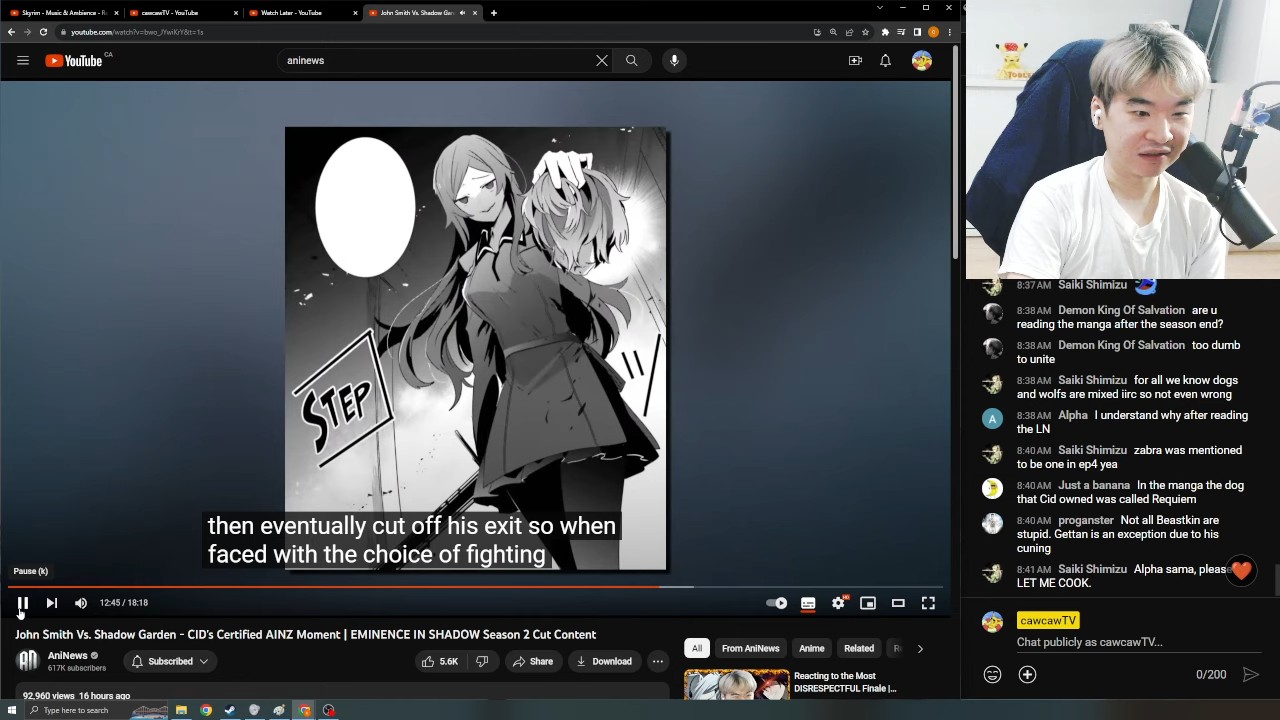 Skyrim - Music & Ambience - R
cawcawTV - YouTube
Watch Later - YouTube
John Smith Vs. Shadow Gar
youtube.com/watch?v=bwo_JYwiKrY&t=1s
YouTube CA
aninews
STEP
then eventually cut off his exit so when
faced with the choice of fighting
Pause (k)
12:45 / 18:18
HD
John Smith Vs. Shadow Garden - CID's Certified AINZ Moment | EMINENCE IN SHADOW Season 2 Cut Content
AniNews
617K subscribers
Subscribed
5.6K
Share
Download
92,960 views 16 hours ago
All
From AniNews
Anime
Related
Reacting to the Most
DISRESPECTFUL Finale |...
Type here to search
8:37 AM Saiki Shimizu
8:38 AM Demon King Of Salvation are u
reading the manga after the season end?
8:38 AM Demon King Of Salvation too dumb
to unite
8:38 AM Saiki Shimizu for all we know dogs
and wolfs are mixed iirc so not even wrong
A
8:38 AM Alpha I understand why after reading
the LN
8:40 AM Saiki Shimizu zabra was mentioned
to be one in ep4 yea
8:40 AM Just a banana In the manga the dog
that Cid owned was called Requiem
8:40 AM proganster Not all Beastkin are
stupid. Gettan is an exception due to his
cuning
8:41 AM Saiki Shimizu Alpha sama, please
LET ME COOK.
cawcawTV
Chat publicly as cawcawTV...
0/200